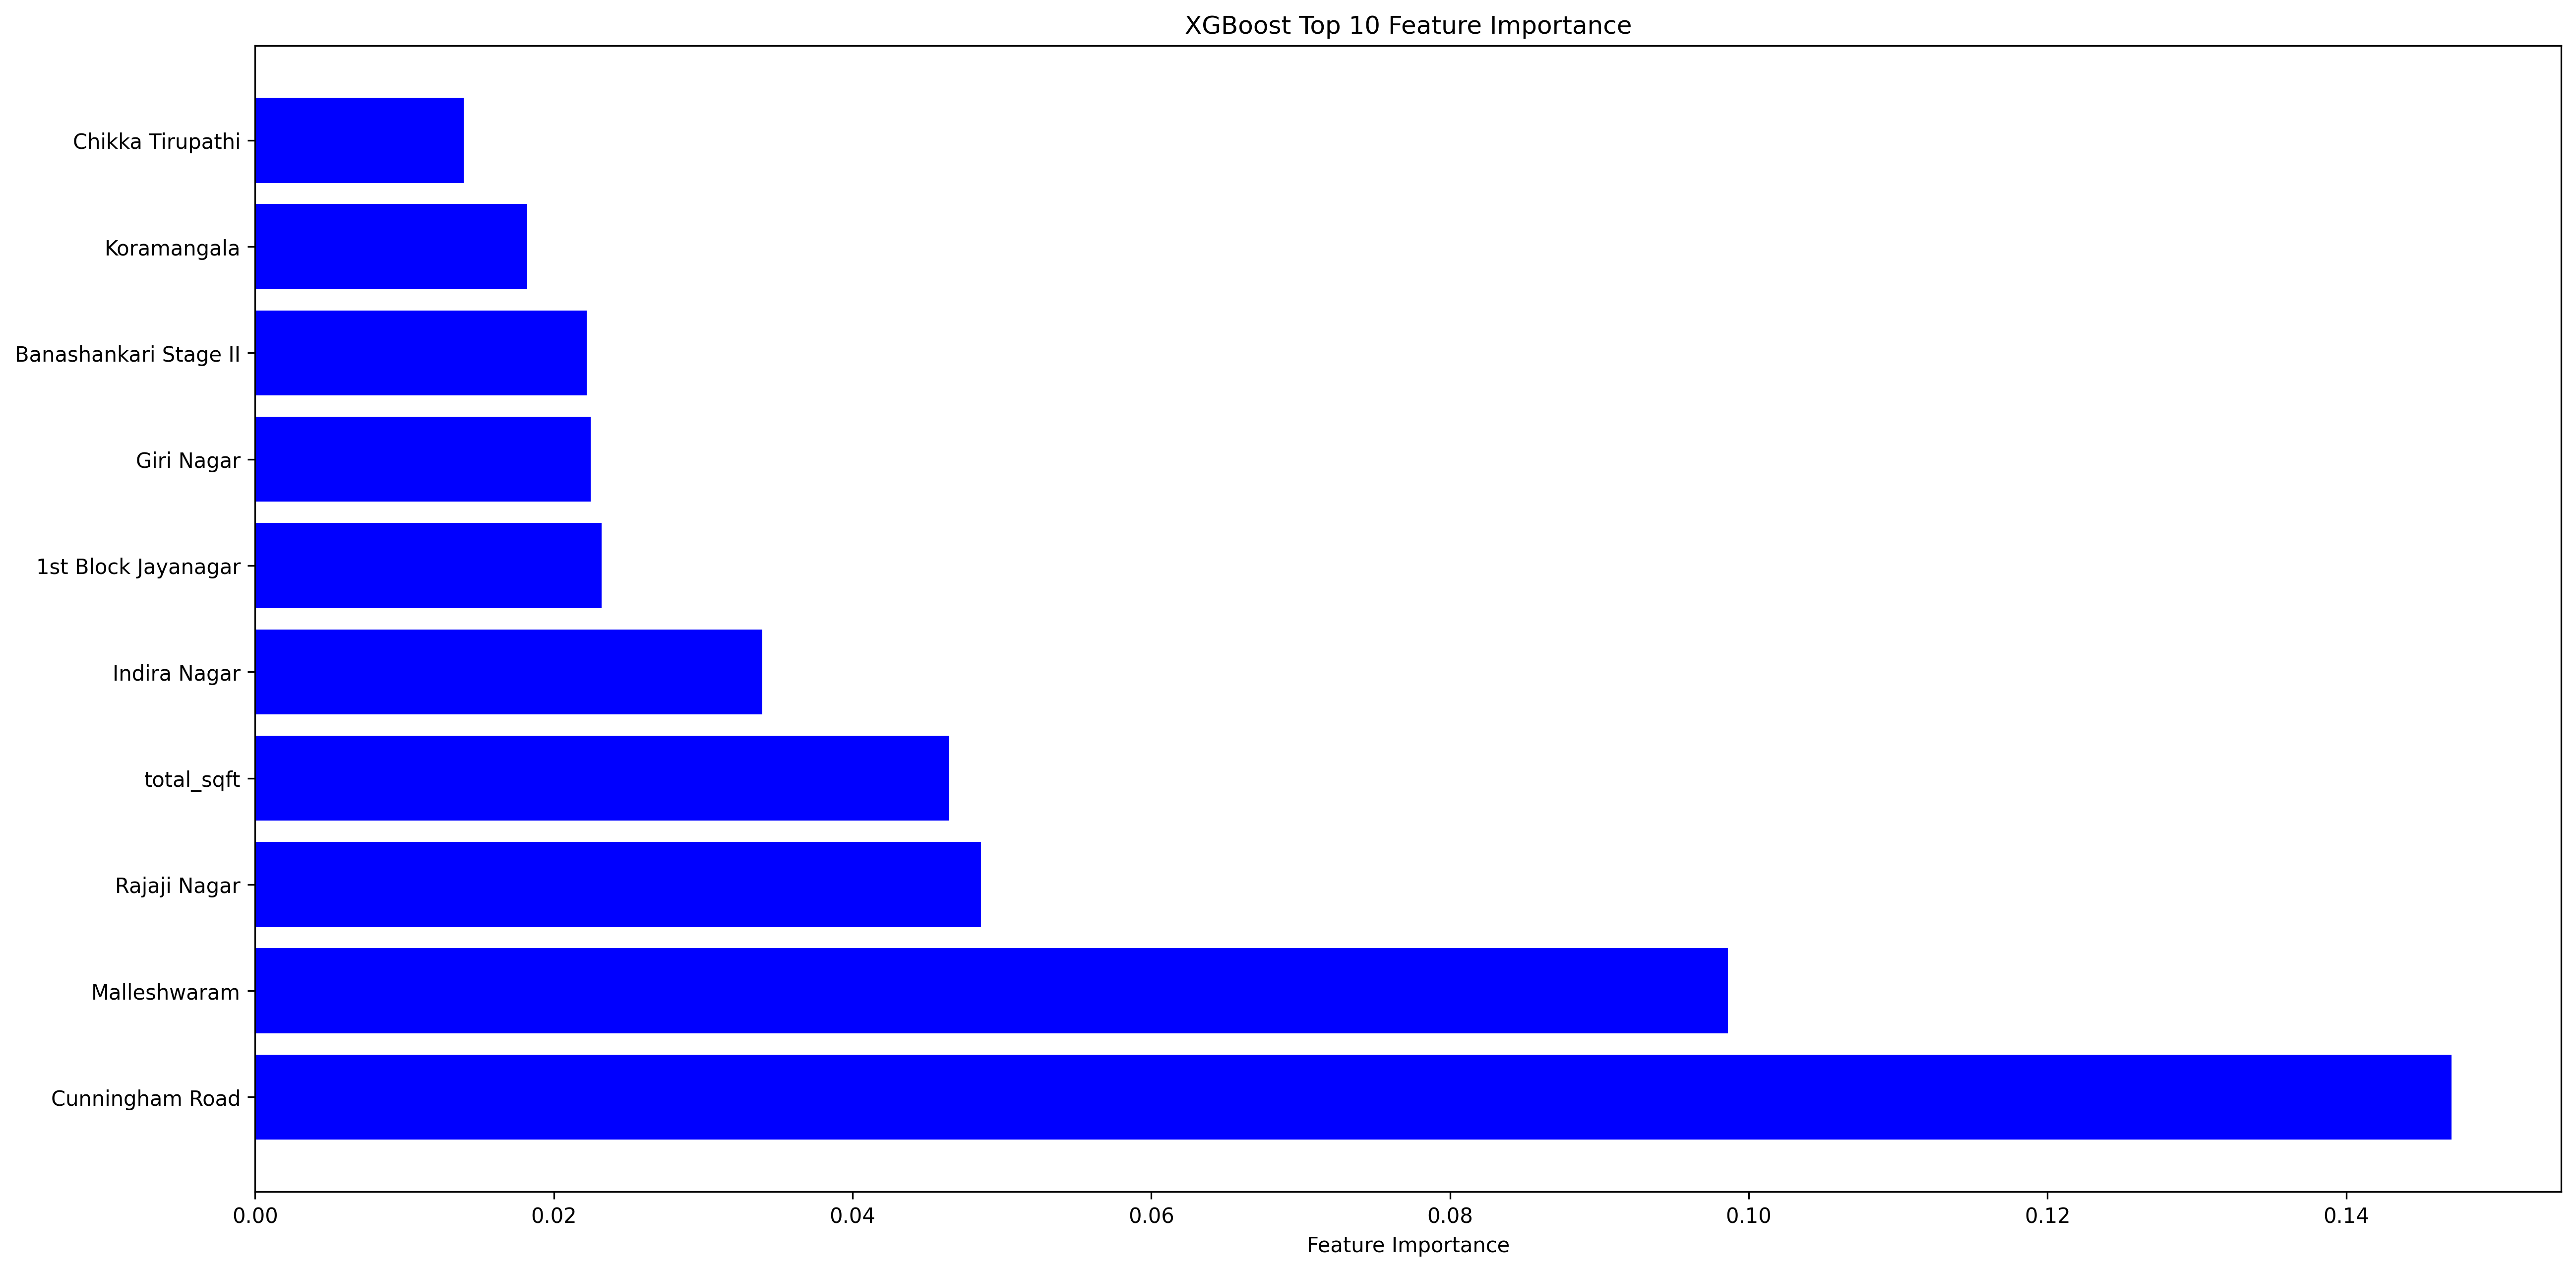 XGBoost Top 10 Feature Importance
Chikka Tirupathi
Koramangala
Banashankari Stage II
Giri Nagar
1st Block Jayanagar
Indira Nagar
total_sqft
Rajaji Nagar
Malleshwaram
Cunningham Road
0.00 0.02 0.04 0.06 0.08 0.10 0.12 0.14
Feature Importance